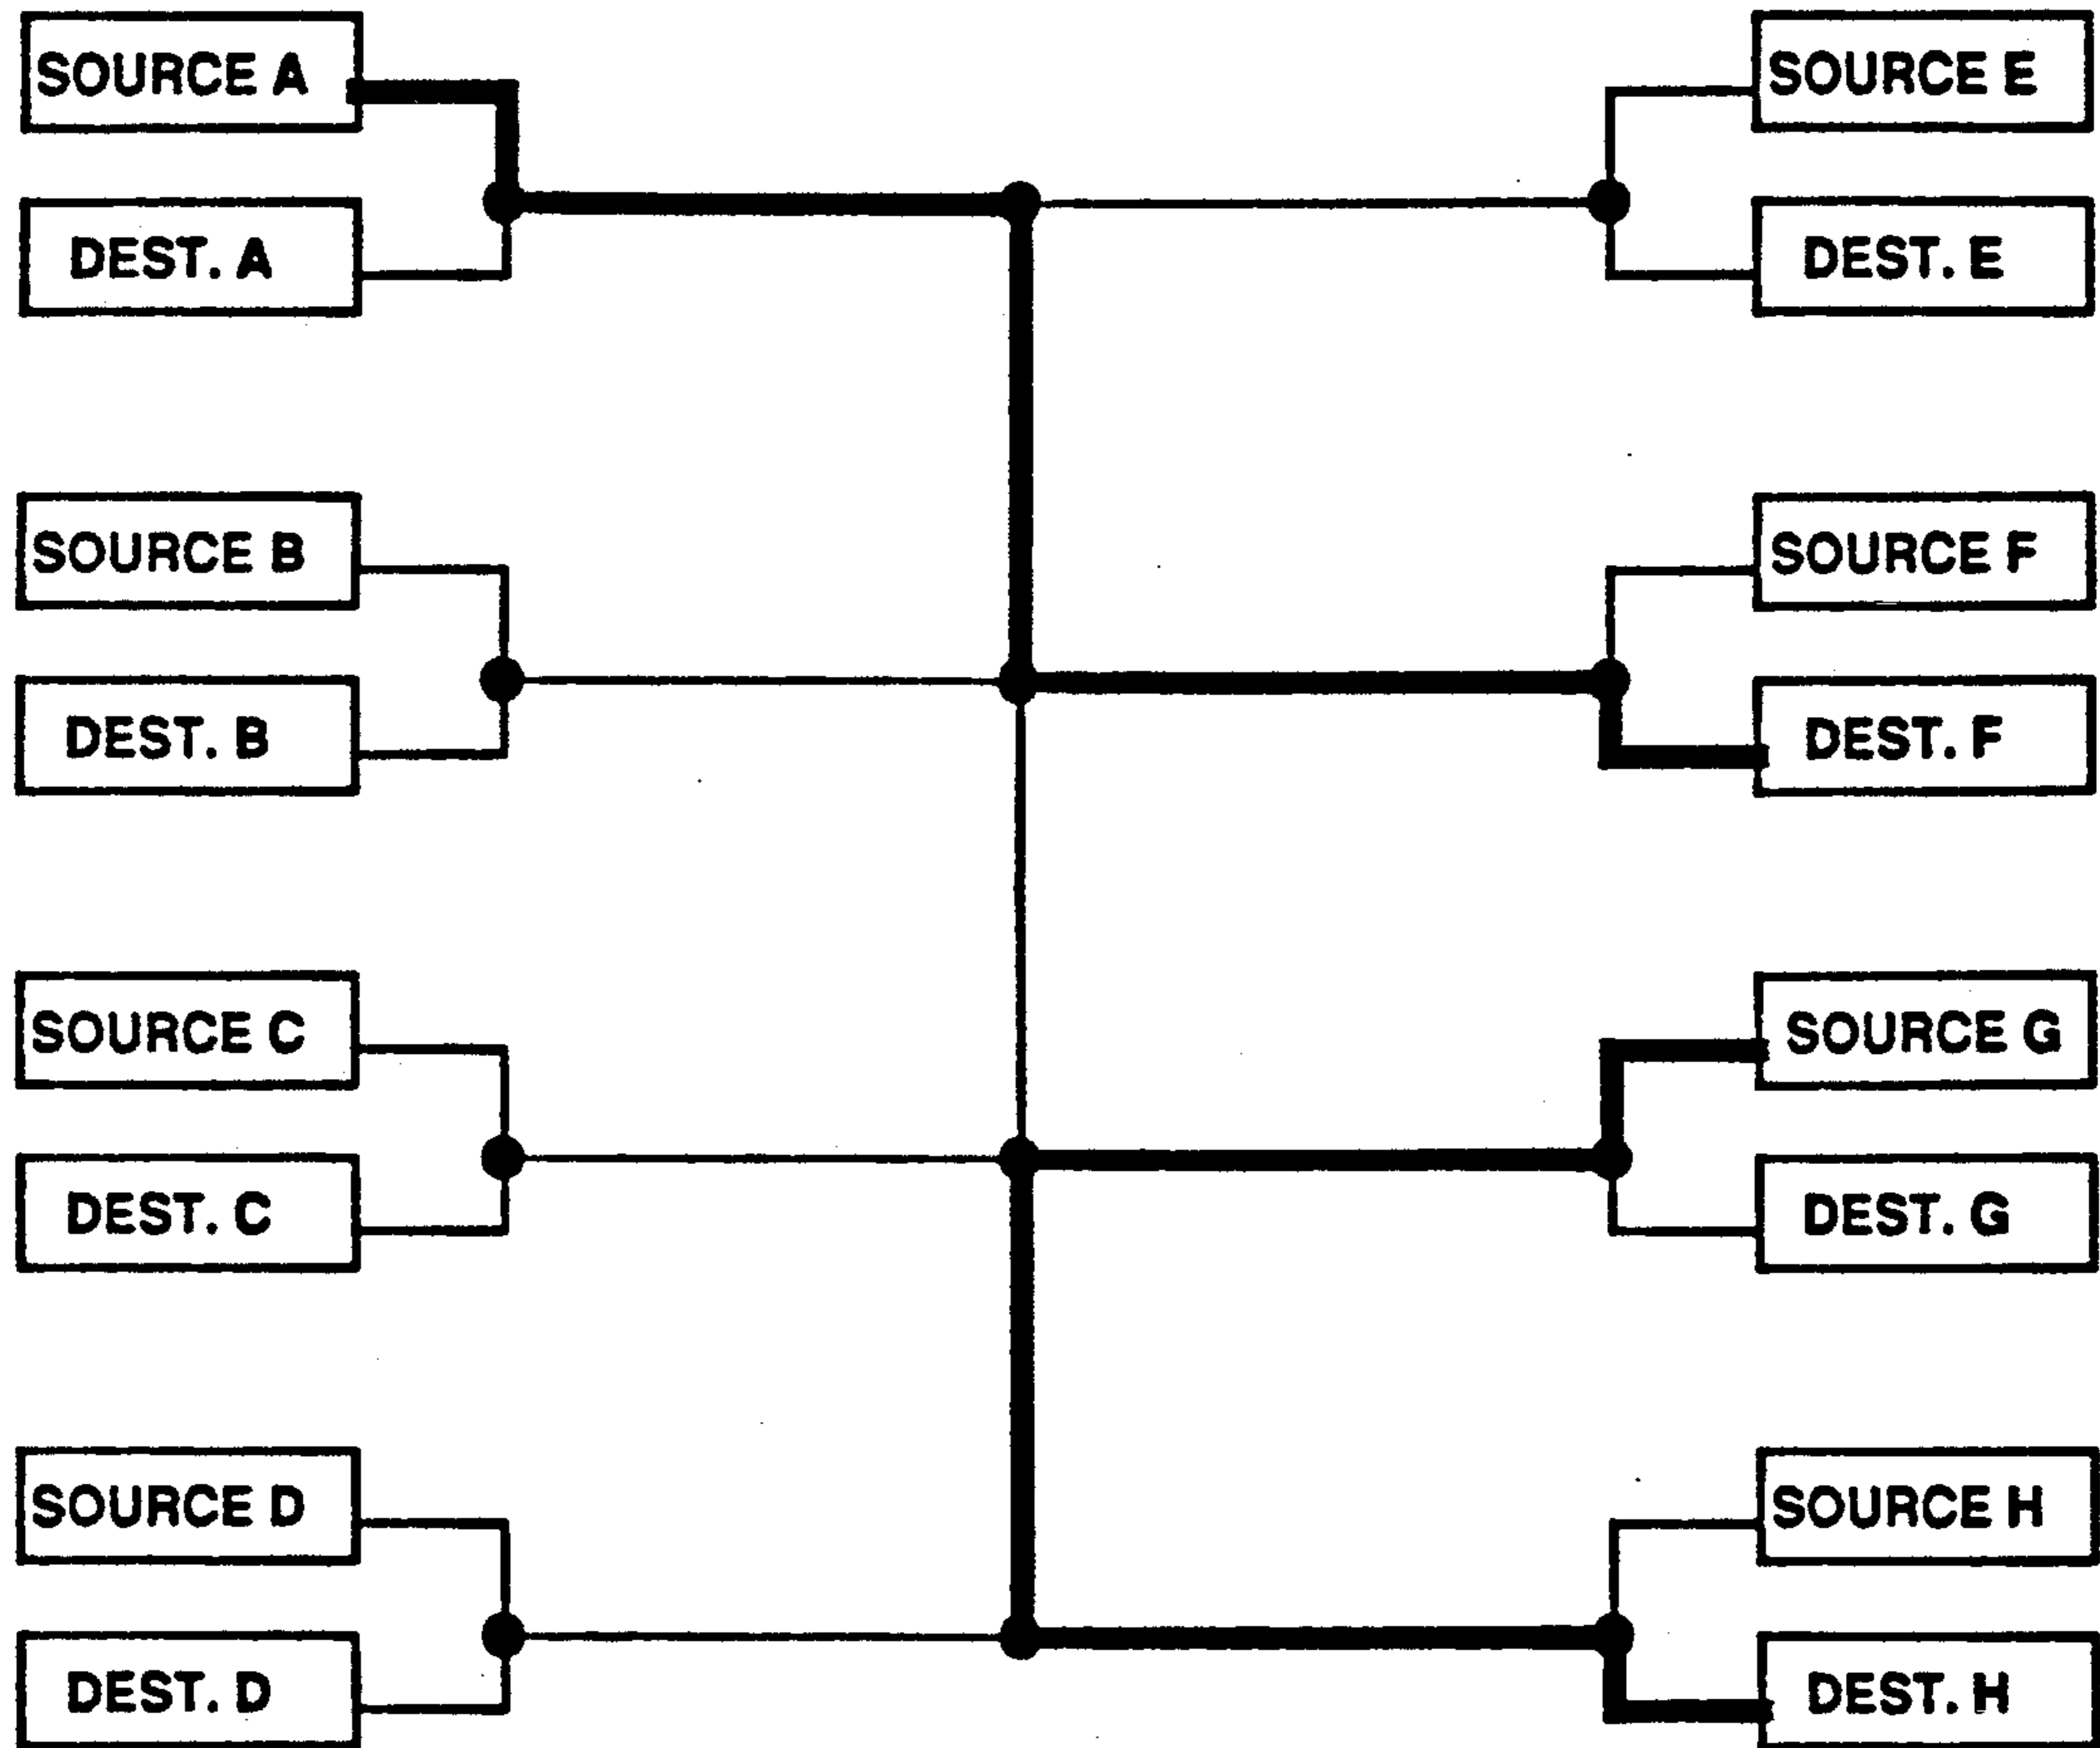 SOURCE A
DEST. A
SOURCE B
DEST. B
SOURCE C
DEST. C
SOURCE D
DEST. D
SOURCE E
DEST. E
SOURCE F
DEST. F
SOURCE G
DEST. G
SOURCE H
DEST. H